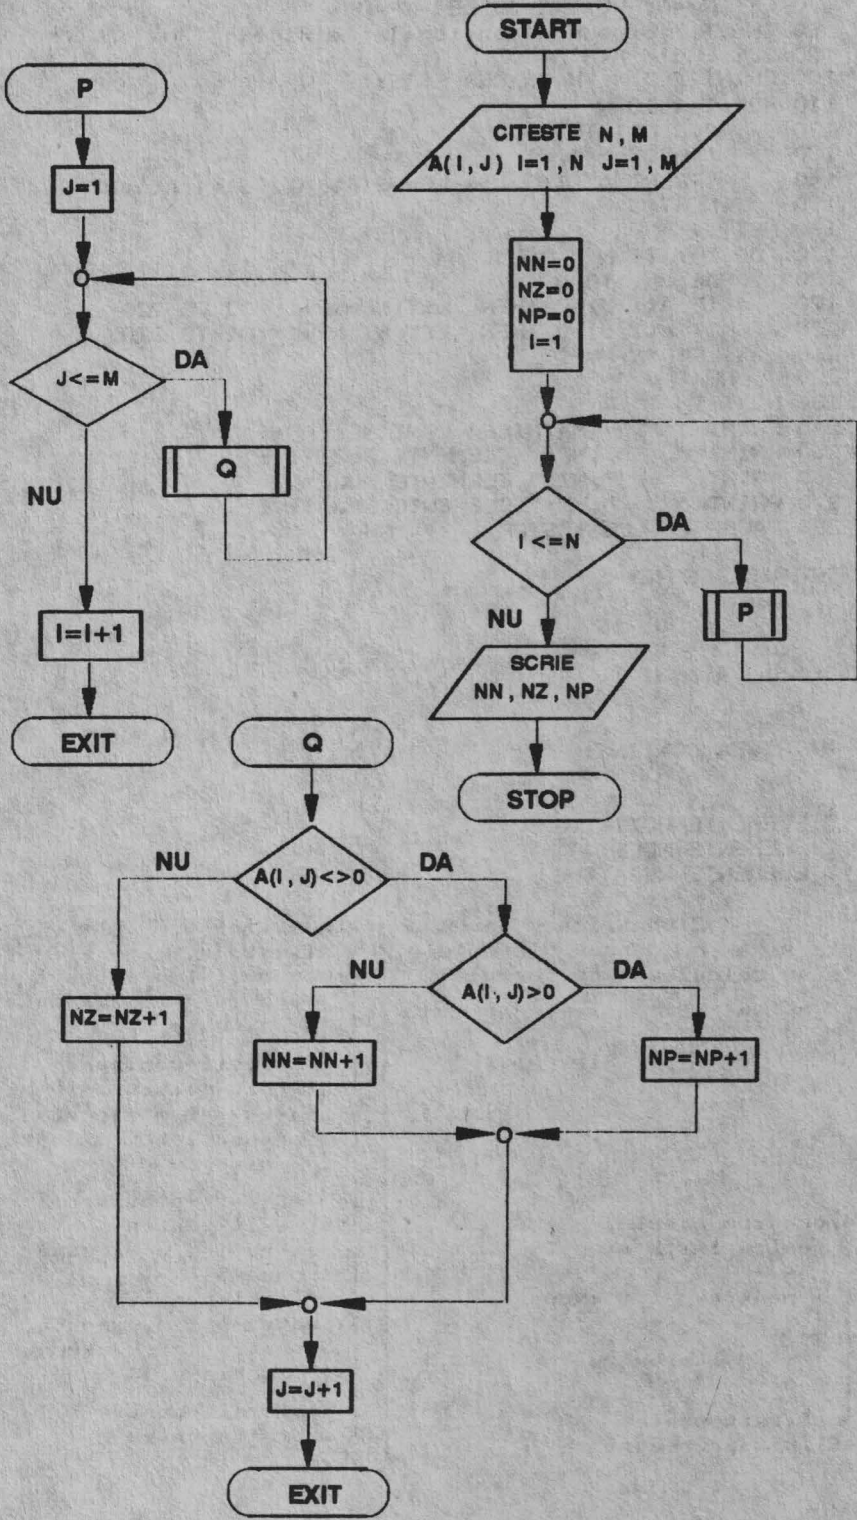 START
CITESTE N , M
A(I , J) I=1 , N J=1 , M
NN=0
NZ=0
NP=0
I=1
I <=N
DA
NU
P
SCRIE
NN , NZ , NP
STOP
P
J=1
J<=M
DA
Q
NU
I=I+1
EXIT
Q
A(I , J)<>0
NU
DA
NZ=NZ+1
A(I , J)>0
NU
DA
NN=NN+1
NP=NP+1
J=J+1
EXIT